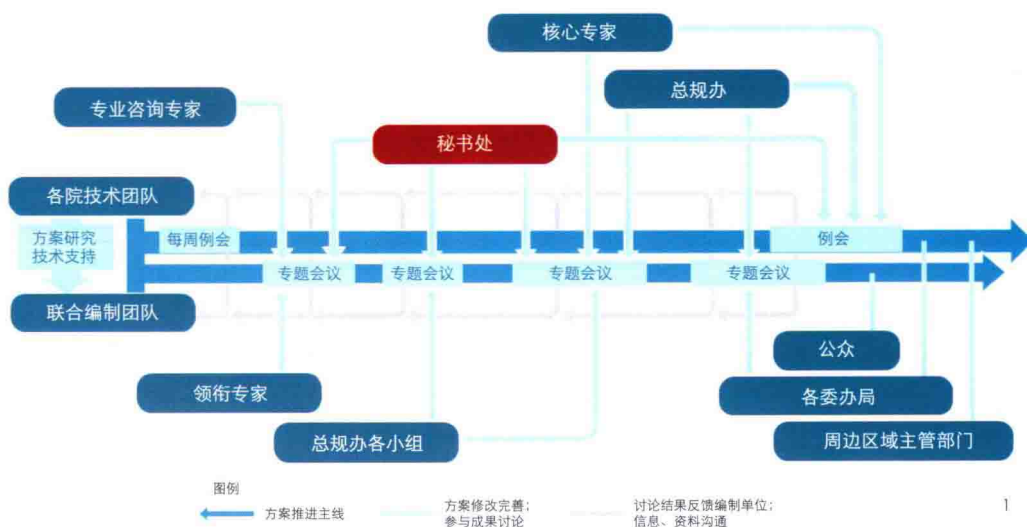 核心专家
总规办
专业咨询专家
秘书处
各院技术团队
方案研究
技术支持
每周例会
例会
专题会议
专题会议
专题会议
专题会议
联合编制团队
公众
领衔专家
各委办局
总规办各小组
周边区域主管部门
图例
方案推进主线
方案修改完善;
参与成果讨论
讨论结果反馈编制单位;
信息、资料沟通
1